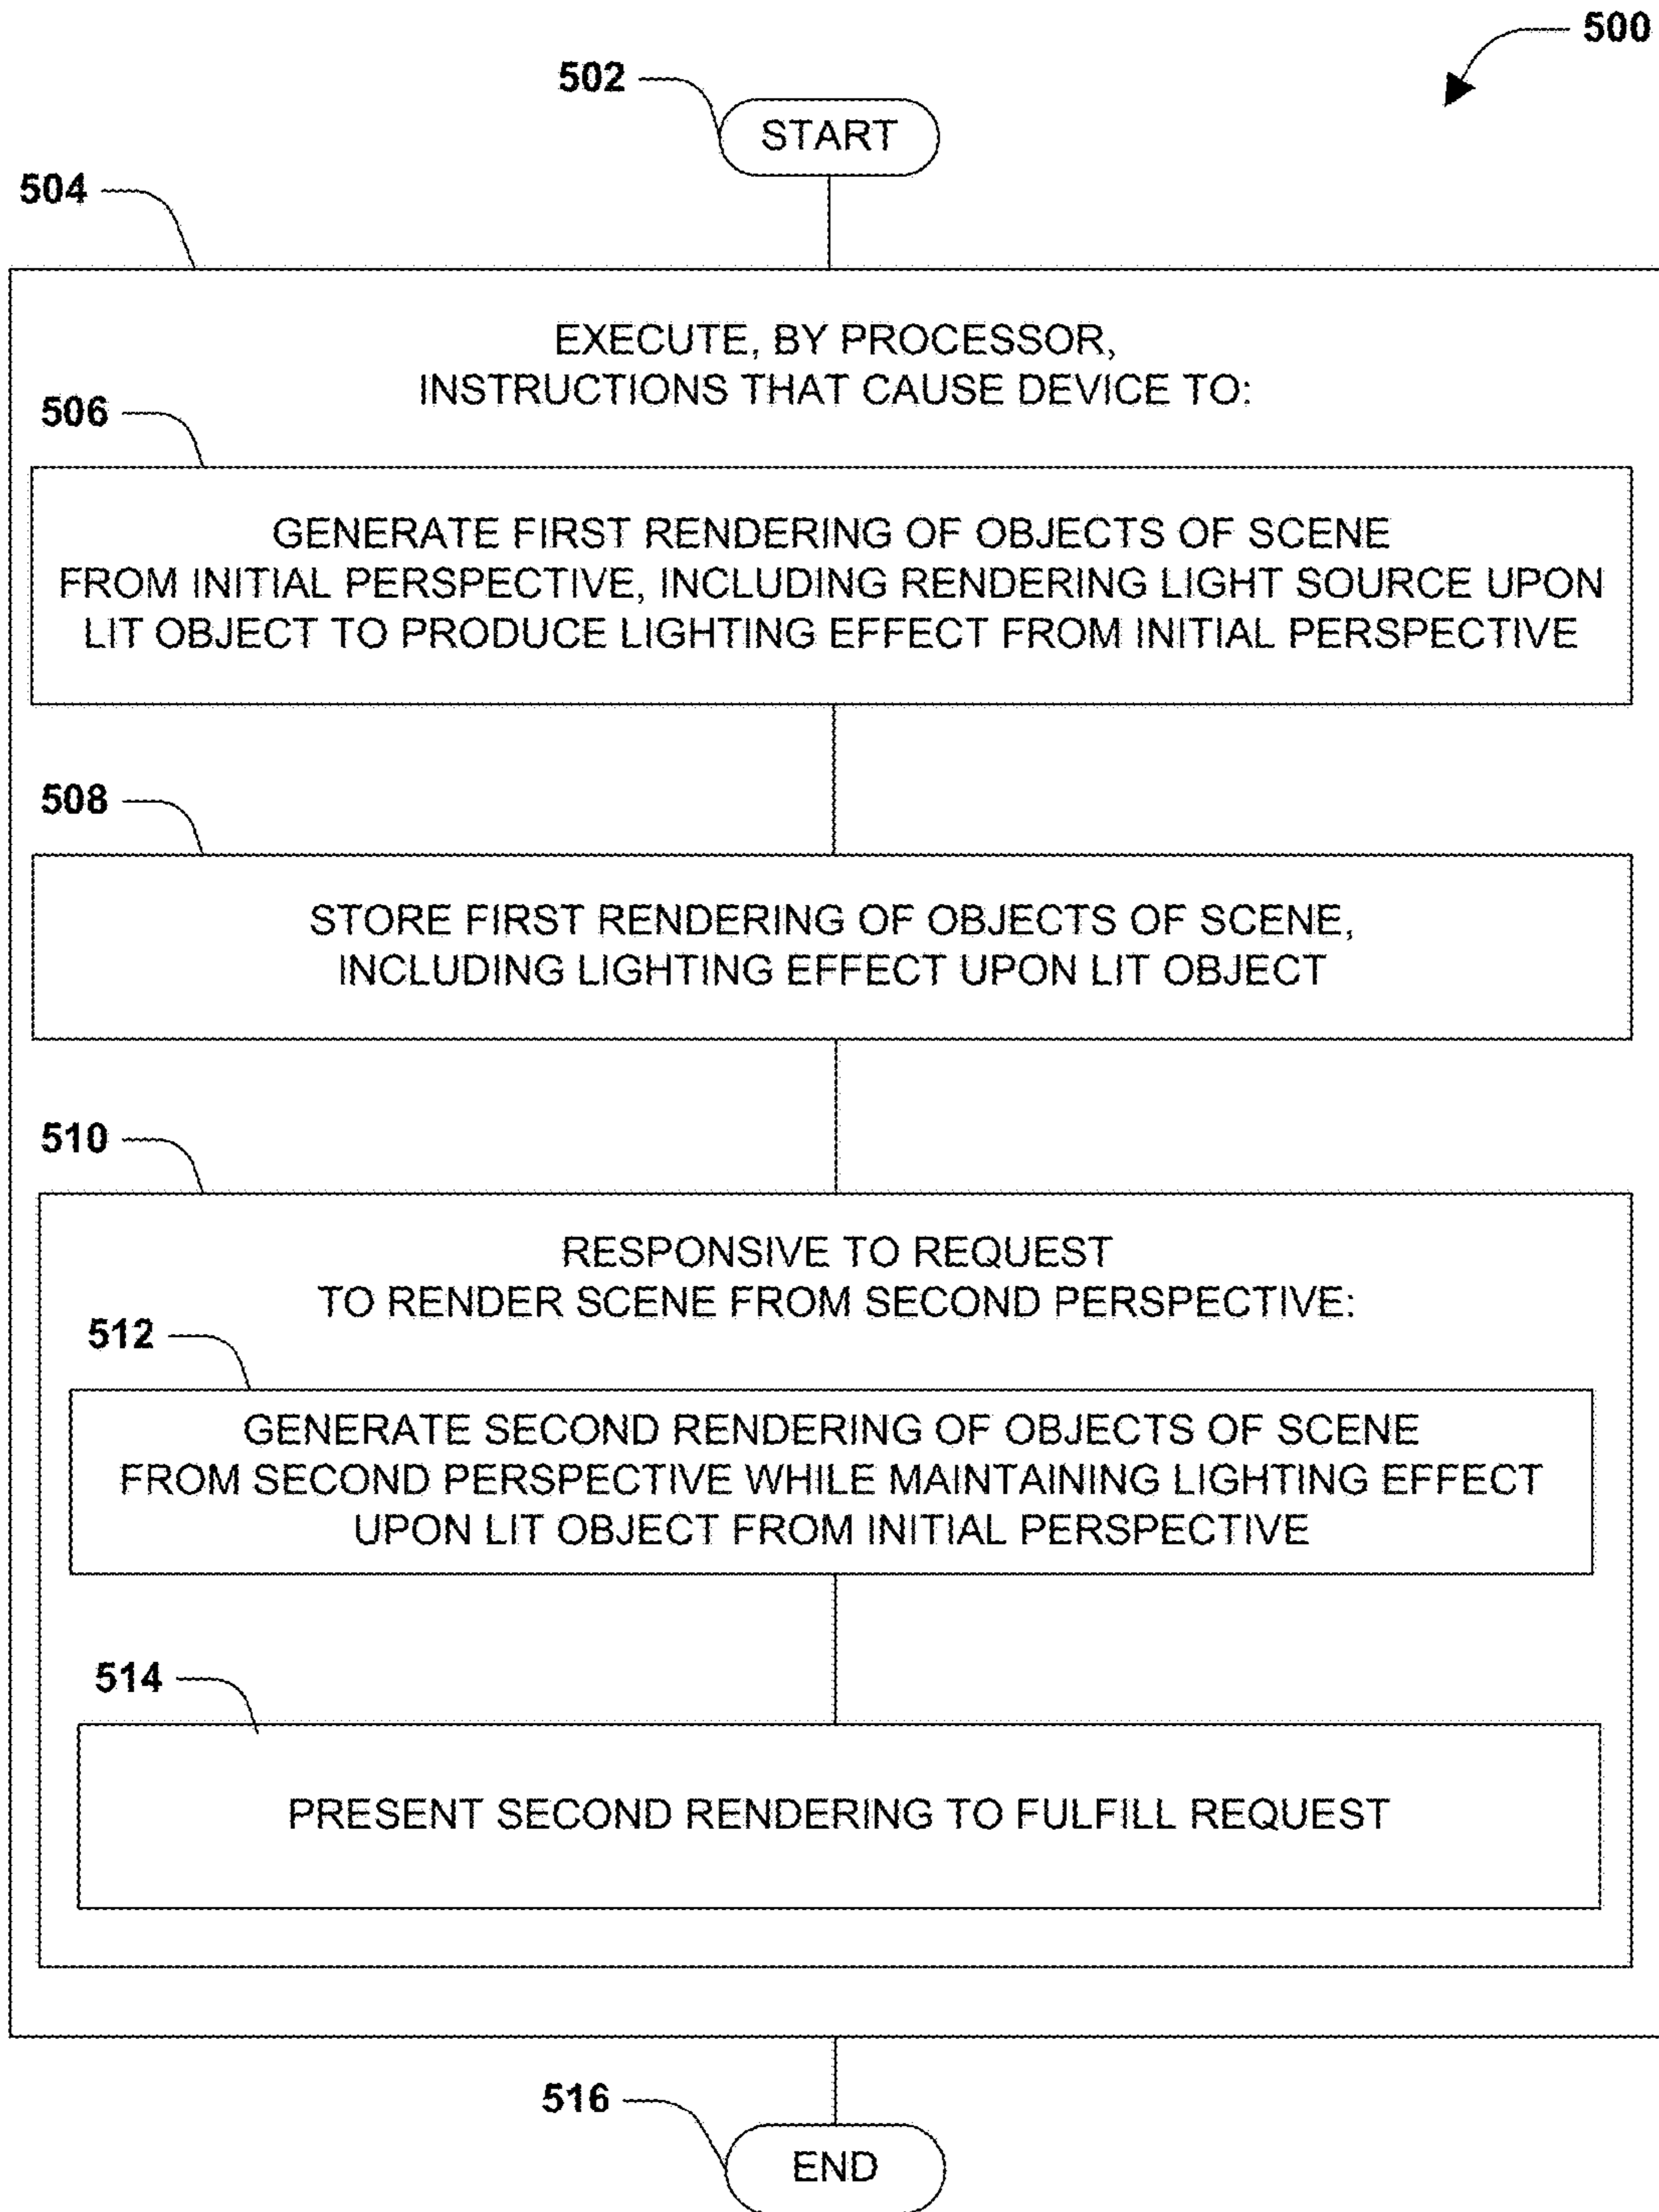 500
502
START
504
EXECUTE, BY PROCESSOR,
INSTRUCTIONS THAT CAUSE DEVICE TO:
506
GENERATE FIRST RENDERING OF OBJECTS OF SCENE
FROM INITIAL PERSPECTIVE, INCLUDING RENDERING LIGHT SOURCE UPON
LIT OBJECT TO PRODUCE LIGHTING EFFECT FROM INITIAL PERSPECTIVE
508
STORE FIRST RENDERING OF OBJECTS OF SCENE,
INCLUDING LIGHTING EFFECT UPON LIT OBJECT
510
RESPONSIVE TO REQUEST
TO RENDER SCENE FROM SECOND PERSPECTIVE:
512
GENERATE SECOND RENDERING OF OBJECTS OF SCENE
FROM SECOND PERSPECTIVE WHILE MAINTAINING LIGHTING EFFECT
UPON LIT OBJECT FROM INITIAL PERSPECTIVE
514
PRESENT SECOND RENDERING TO FULFILL REQUEST
516
END